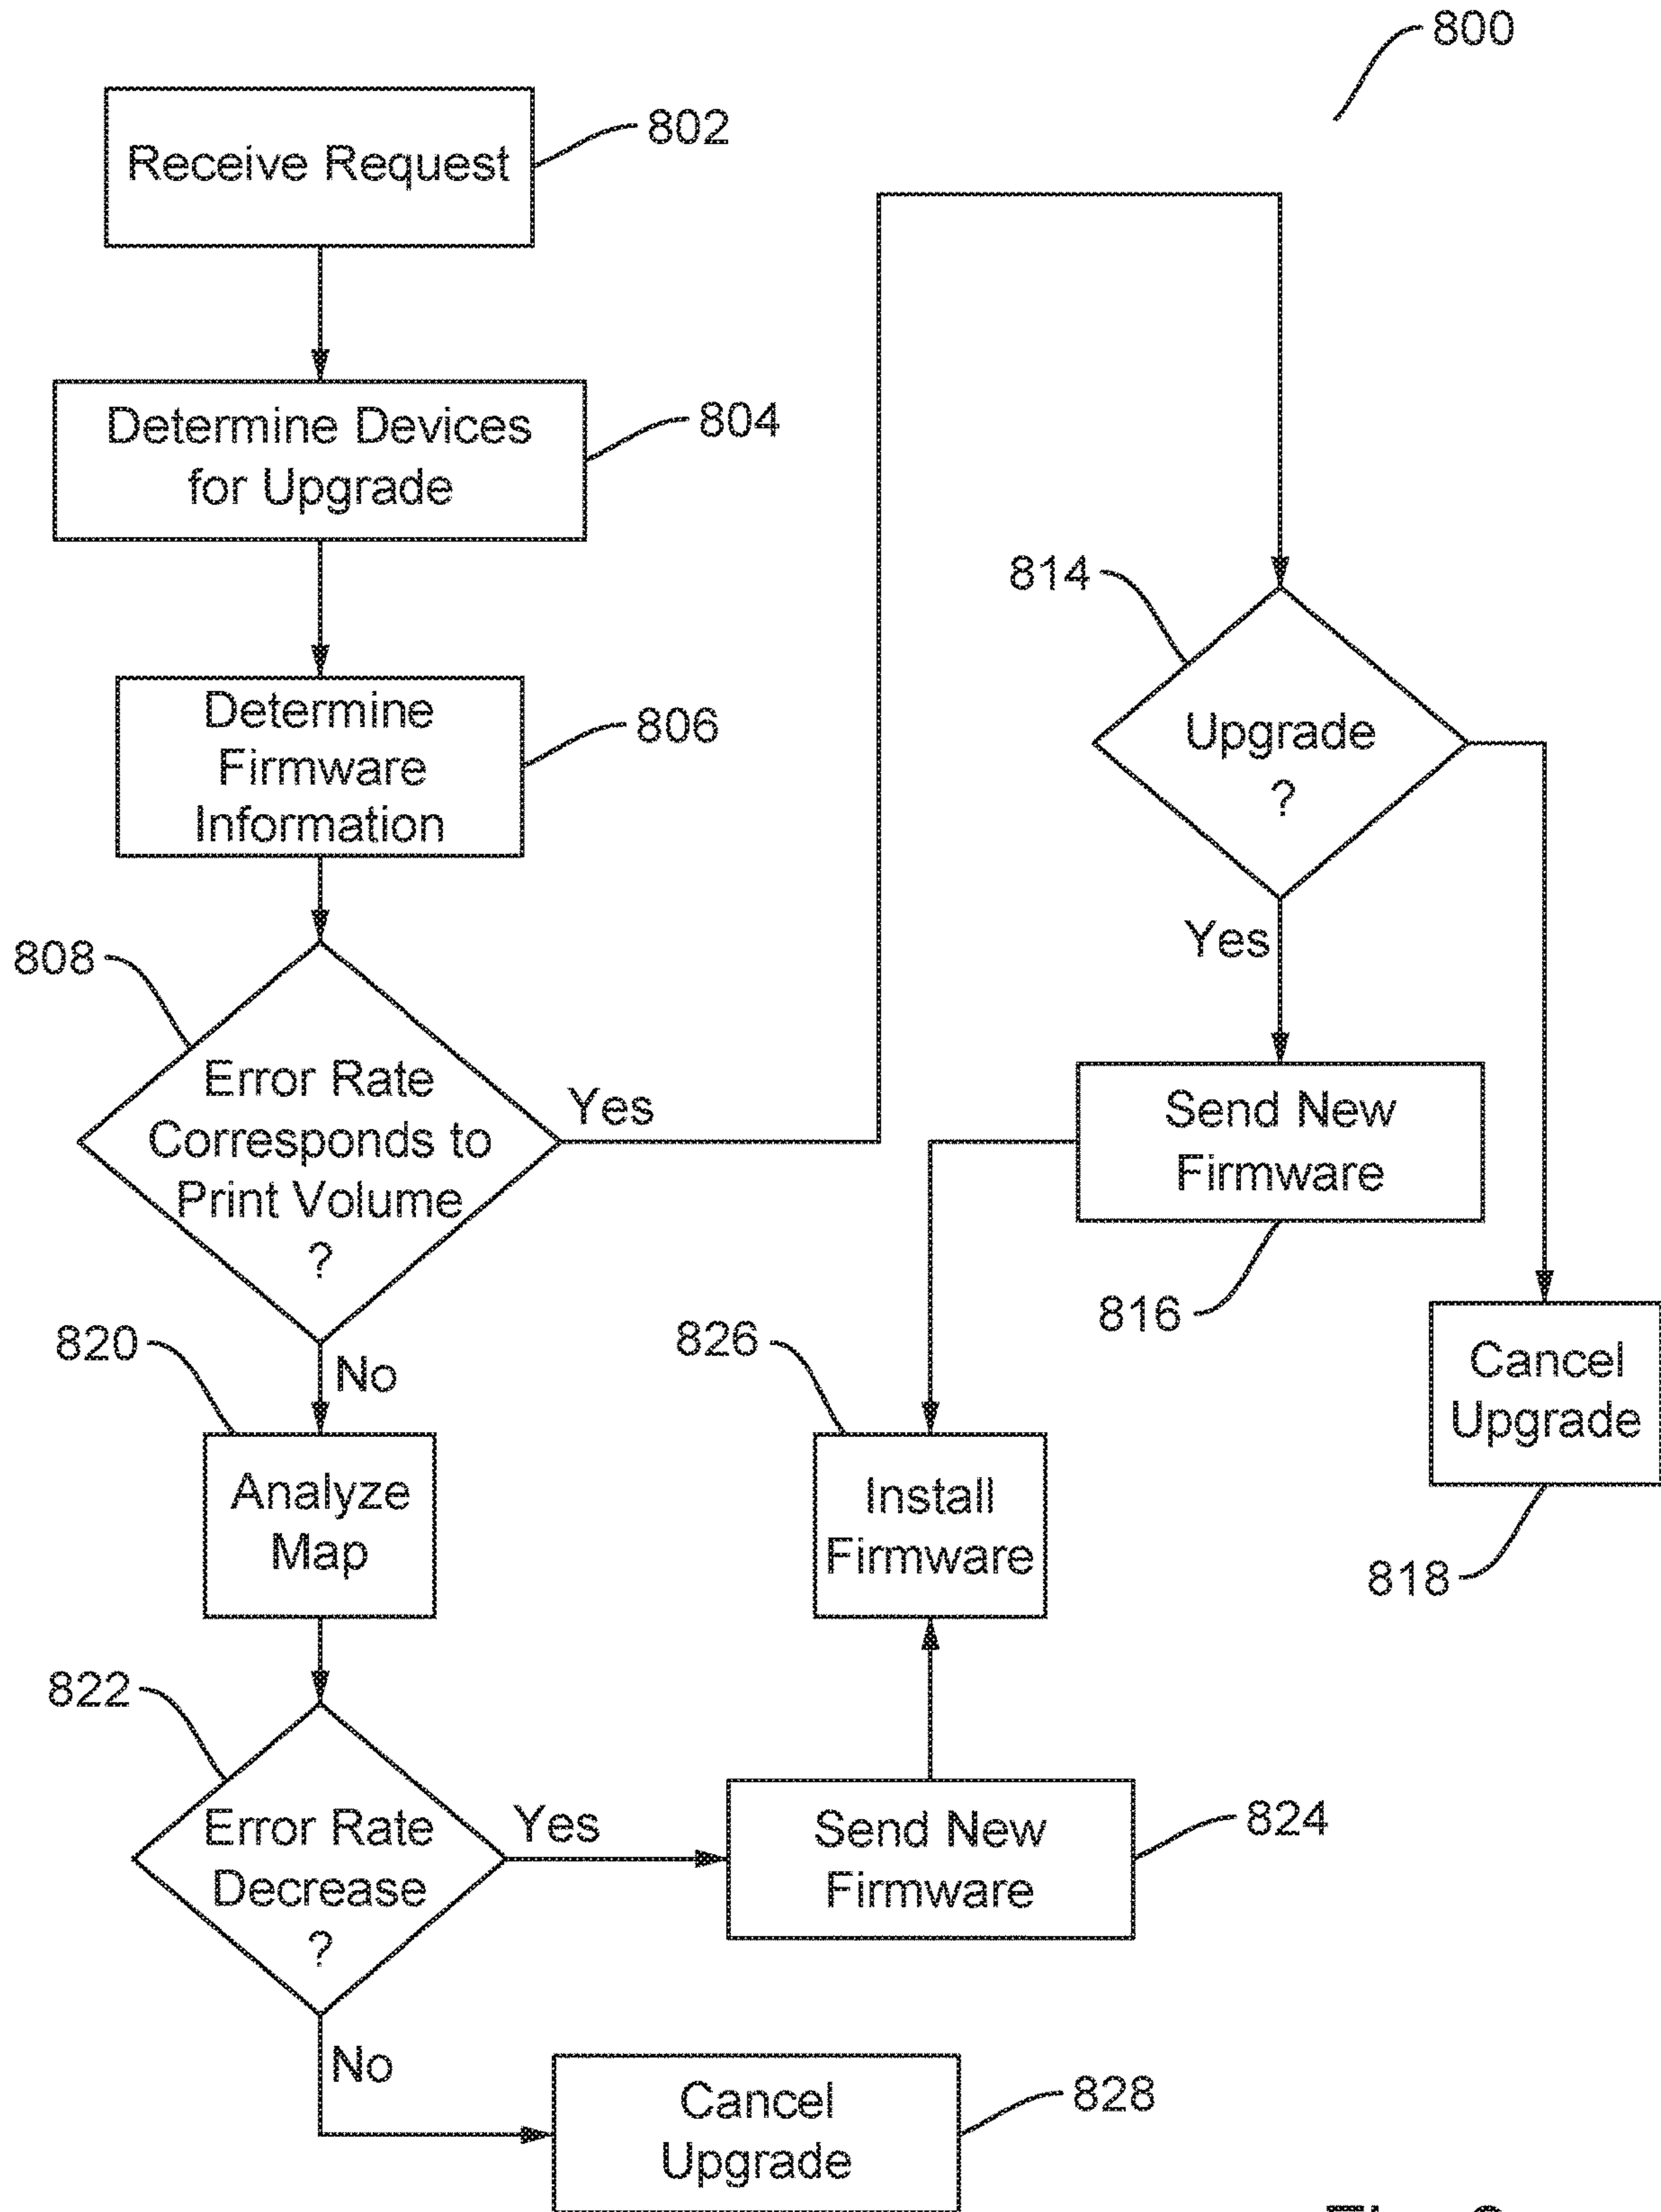 800
Receive Request
802
Determine Devices
for Upgrade
804
Determine
Firmware
Information
806
808
Error Rate
Corresponds to
Print Volume
?
Yes
No
814
Upgrade
?
Yes
Send New
Firmware
816
Cancel
Upgrade
818
820
Analyze
Map
826
Install
Firmware
822
Error Rate
Decrease
?
Yes
No
Send New
Firmware
824
Cancel
Upgrade
828